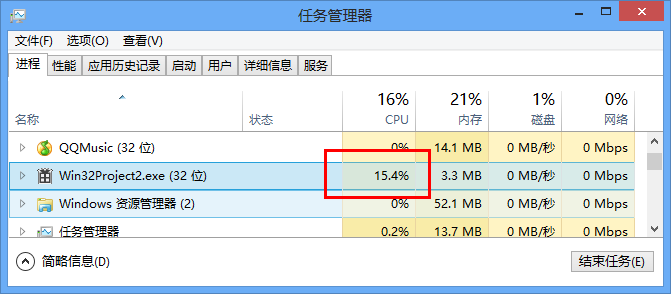 任务管理器
文件(F) 选项(O) 查看(V)
进程 性能 应用历史记录 启动 用户 详细信息 服务
16% 21% 1% 0%
名称 状态 CPU 内存 磁盘 网络
QQMusic (32 位) 0% 14.1 MB 0 MB/秒 0 Mbps
Win32Project2.exe (32 位) 15.4% 3.3 MB 0 MB/秒 0 Mbps
Windows 资源管理器 (2) 0% 52.1 MB 0 MB/秒 0 Mbps
任务管理器 0.2% 13.7 MB 0 MB/秒 0 Mbps
简略信息(D) 结束任务(E)